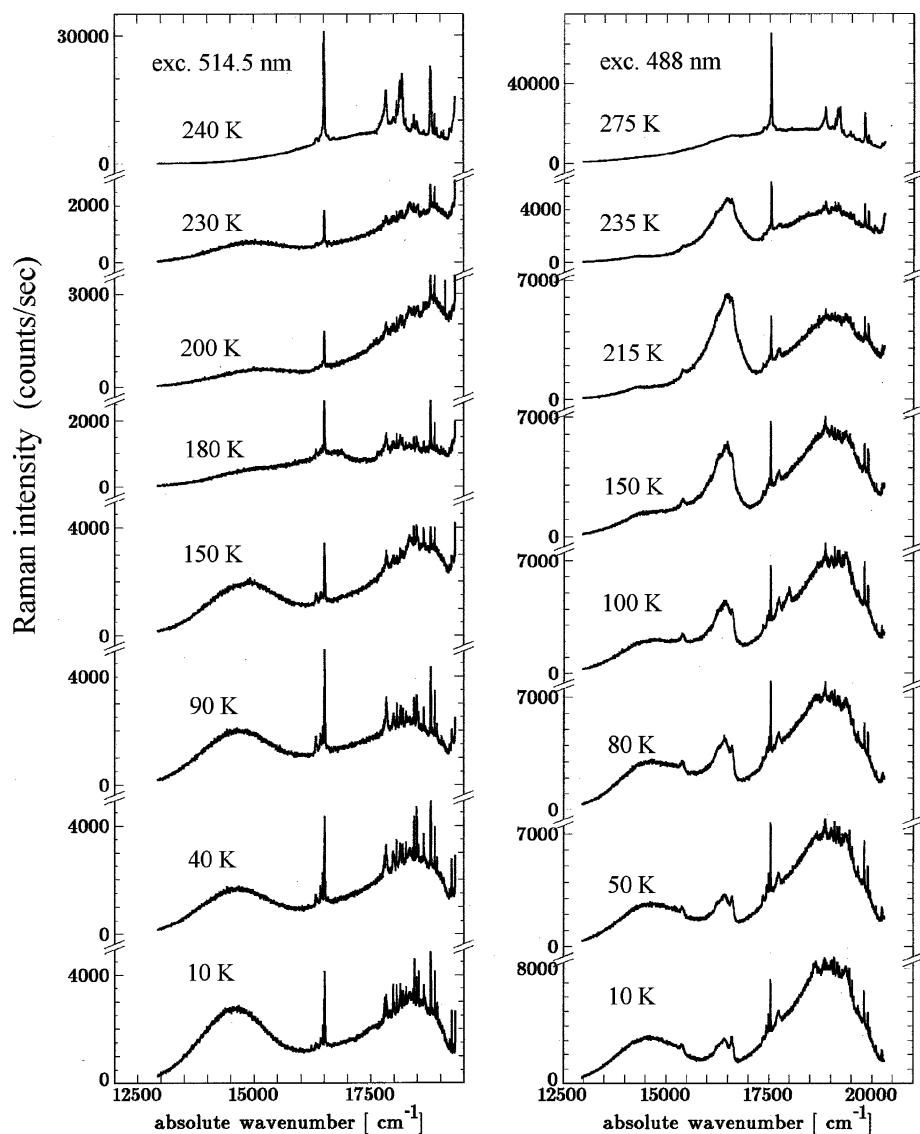 Raman intensity (counts/sec)
exc. 514.5 nm
30000
240 K
0
2000
230 K
0
3000
200 K
0
2000
180 K
0
4000
150 K
0
4000
90 K
0
4000
40 K
0
4000
10 K
0
12500 15000 17500
absolute wavenumber [ cm-1]
exc. 488 nm
40000
275 K
0
4000
235 K
0
7000
215 K
0
7000
150 K
0
7000
100 K
0
7000
80 K
0
7000
50 K
0
8000
10 K
0
12500 15000 17500 20000
absolute wavenumber [ cm-1]